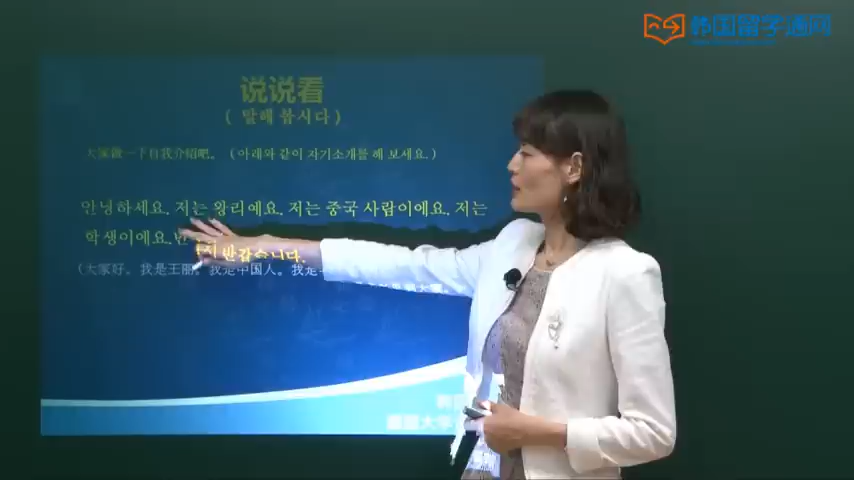 韩国留学通网
说说看
( 말해 봅시다 )
大家做一下自我介绍吧。 (아래와 같이 자기소개를 해 보세요.)
안녕하세요. 저는 왕리예요. 저는 중국 사람이에요. 저는
학생이에요. 반갑습니다.
(大家好。我是王丽。我是中国人。我是
大家